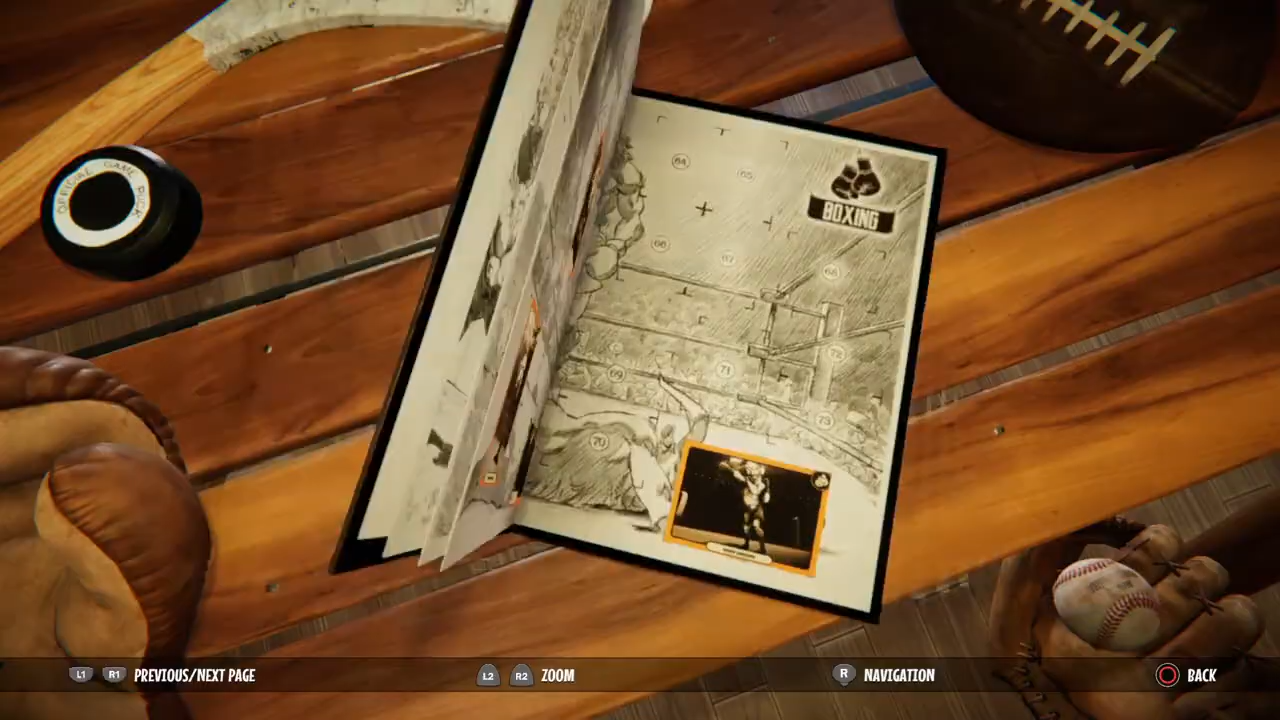 OFFICIAL GAME PUCK
64
65
BOXING
66
67
68
72
69
71
73
70
L1 R1 PREVIOUS/NEXT PAGE
L2 R2 ZOOM
R NAVIGATION
BACK